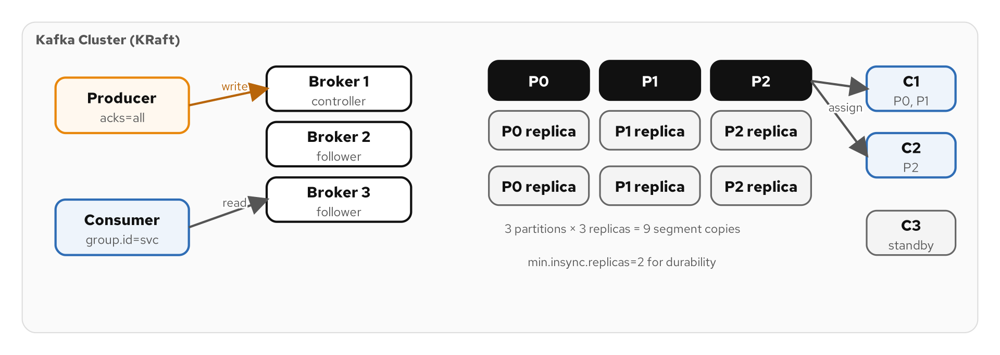 Kafka Cluster (KRaft)
Producer
acks=all
write
Broker 1
controller
Broker 2
follower
Broker 3
follower
Consumer
group.id=svc
read
P0
P1
P2
P0 replica
P1 replica
P2 replica
P0 replica
P1 replica
P2 replica
3 partitions × 3 replicas = 9 segment copies
min.insync.replicas=2 for durability
assign
C1
P0, P1
C2
P2
C3
standby